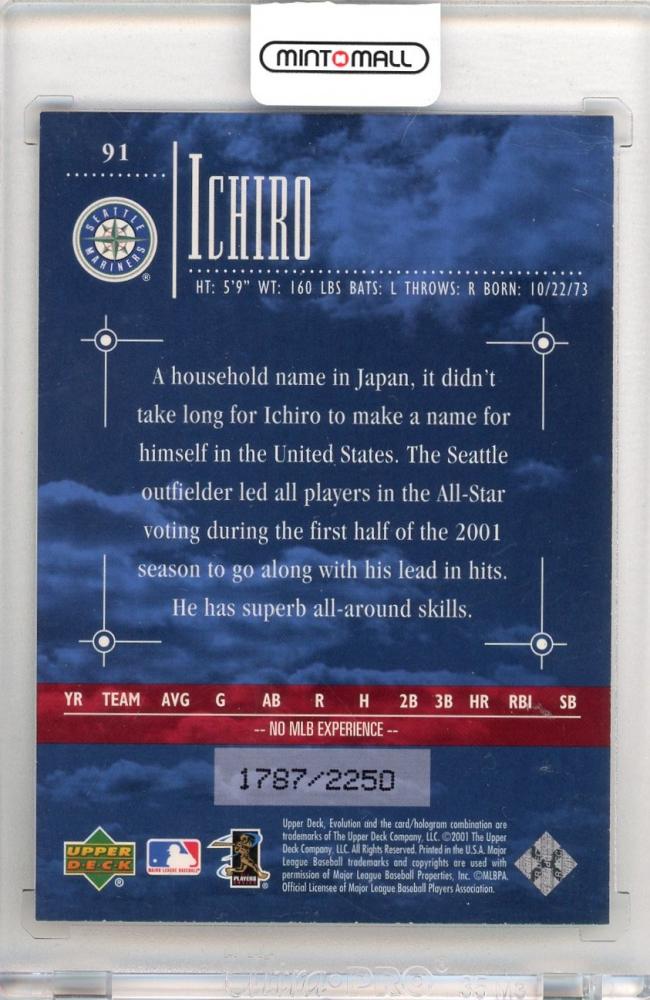 MINTMALL
91
ICHIRO
SEATTLE MARINERS
®
HT: 5'9" WT: 160 LBS BATS: L THROWS: R BORN: 10/22/73
A household name in Japan, it didn't
take long for Ichiro to make a name for
himself in the United States. The Seattle
outfielder led all players in the All-Star
voting during the first half of the 2001
season to go along with his lead in hits.
He has superb all-around skills.
YR TEAM AVG G AB R H 2B 3B HR RBI SB
-- NO MLB EXPERIENCE --
1787/2250
Upper Deck, Evolution and the card/hologram combination are
trademarks of The Upper Deck Company, LLC. ©2001 The Upper
Deck Company, LLC. All Rights Reserved. Printed in the U.S.A. Major
League Baseball trademarks and copyrights are used with
permission of Major League Baseball Properties, Inc. ©MLBPA.
Official Licensee of Major League Baseball Players Association.
UPPER
DECK
®
MAJOR LEAGUE BASEBALL
PLAYERS
CHOICE
Ultra·PRO®